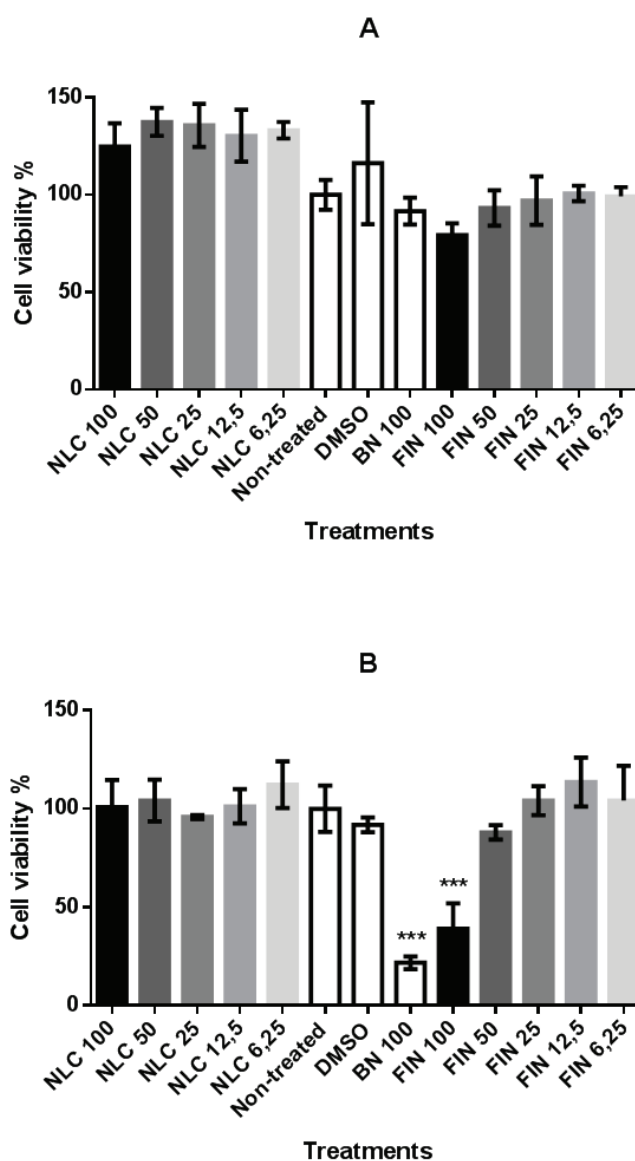 A
Cell viability %
150
100
50
0
NLC 100
NLC 50
NLC 25
NLC 12,5
NLC 6,25
Non-treated
DMSO
BN 100
FIN 100
FIN 50
FIN 25
FIN 12,5
FIN 6,25
Treatments
B
Cell viability %
150
100
50
0
***
***
NLC 100
NLC 50
NLC 25
NLC 12,5
NLC 6,25
Non-treated
DMSO
BN 100
FIN 100
FIN 50
FIN 25
FIN 12,5
FIN 6,25
Treatments